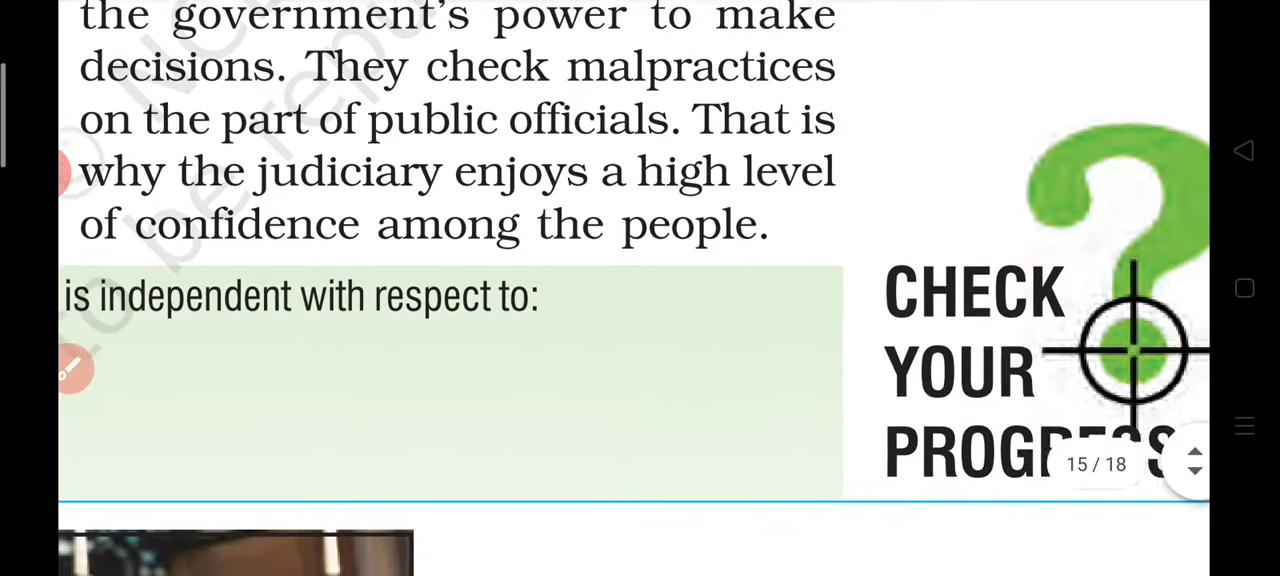 the government's power to make
decisions. They check malpractices
on the part of public officials. That is
why the judiciary enjoys a high level
of confidence among the people.
is independent with respect to:
CHECK
YOUR
15 / 18